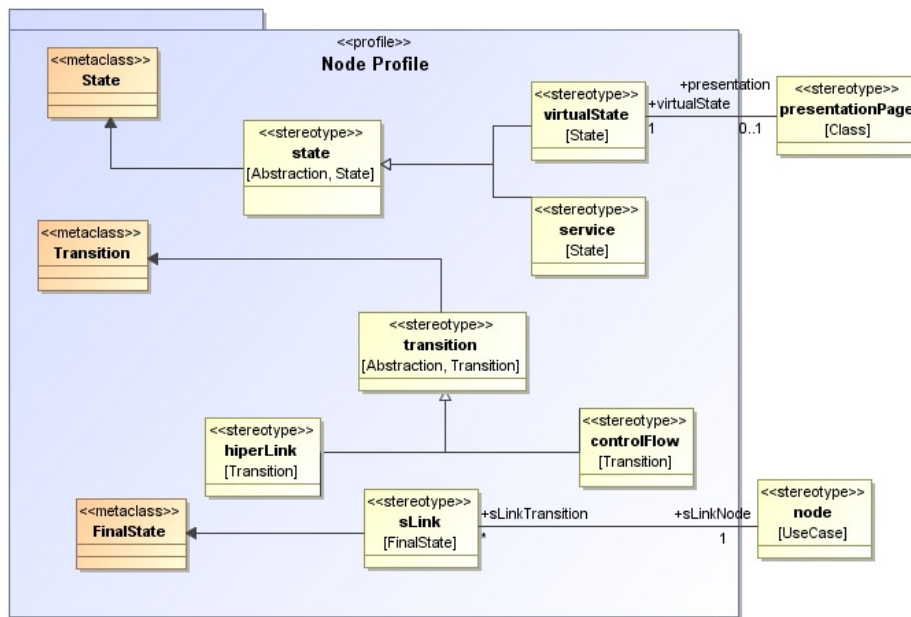 <<profile>>
Node Profile
<<metaclass>>
State
<<stereotype>>
state
[Abstraction, State]
<<stereotype>>
virtualState
[State]
+presentation
+virtualState
1
0..1
<<stereotype>>
presentationPage
[Class]
<<stereotype>>
service
[State]
<<metaclass>>
Transition
<<stereotype>>
transition
[Abstraction, Transition]
<<stereotype>>
hiperLink
[Transition]
<<stereotype>>
controlFlow
[Transition]
<<metaclass>>
FinalState
<<stereotype>>
sLink
[FinalState]
+sLinkTransition
*
+sLinkNode
1
<<stereotype>>
node
[UseCase]